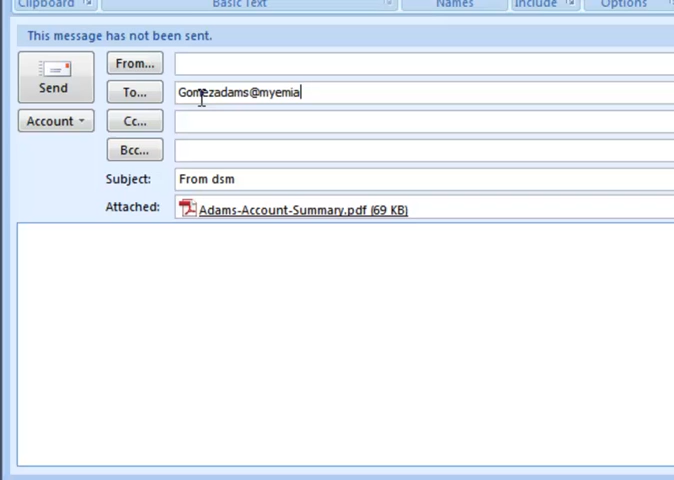 Clipboard Basic Text Names Include Options
This message has not been sent.
Send
From...
To... Gomezadams@myemia
Account
Cc...
Bcc...
Subject: From dsm
Attached: Adams-Account-Summary.pdf (69 KB)